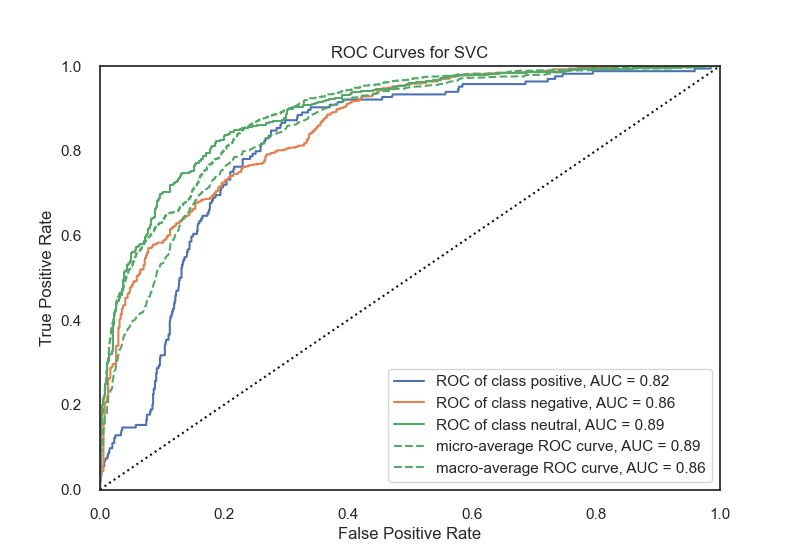 ROC Curves for SVC
1.0
0.8
0.6
0.4
0.2
0.0
True Positive Rate
ROC of class positive, AUC = 0.82
ROC of class negative, AUC = 0.86
ROC of class neutral, AUC = 0.89
micro-average ROC curve, AUC = 0.89
macro-average ROC curve, AUC = 0.86
0.0 0.2 0.4 0.6 0.8 1.0
False Positive Rate